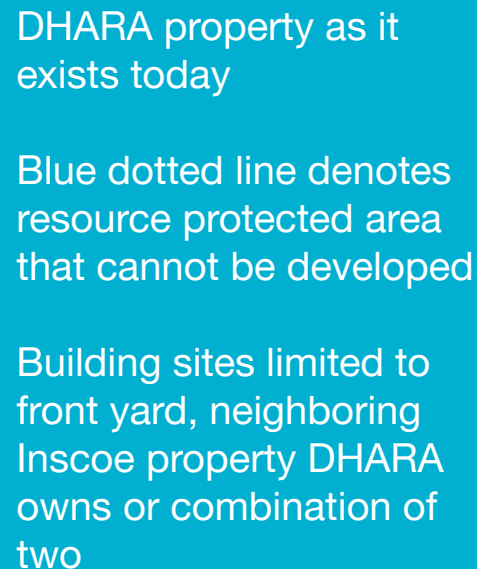 DHARA property as it
exists today
Blue dotted line denotes
resource protected area
that cannot be developed
Building sites limited to
front yard, neighboring
Inscoe property DHARA
owns or combination of
two